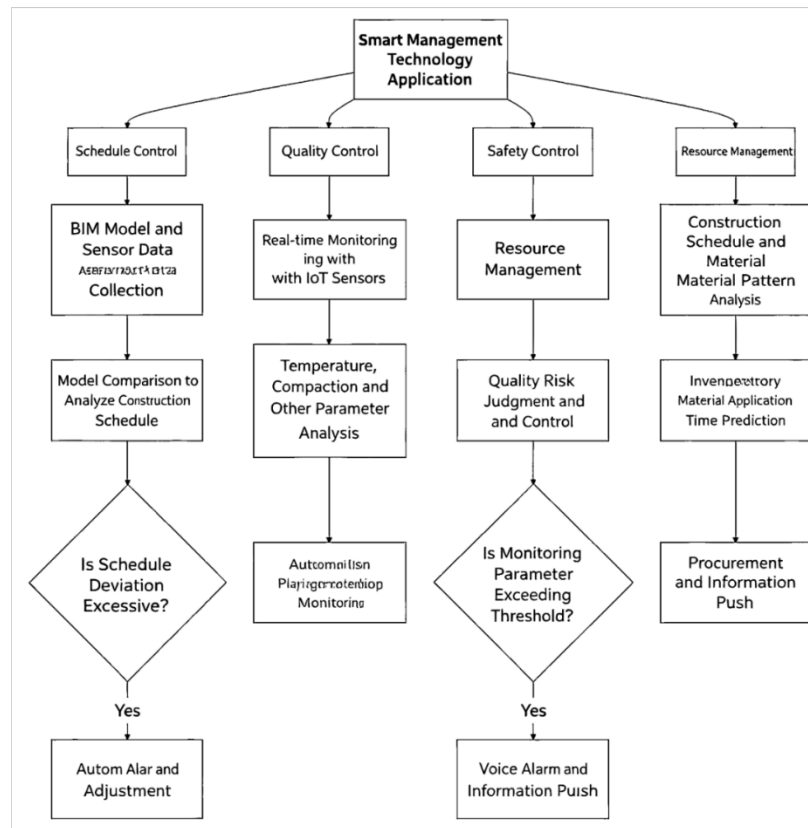 Smart Management
Technology
Application
Schedule Control
Quality Control
Safety Control
Resource Management
BIM Model and
Sensor Data
Collection
Real-time Monitoring
ing with
with IoT Sensors
Resource
Management
Construction
Schedule and
Material
Material Pattern
Analysis
Model Comparison to
Analyze Construction
Schedule
Temperature,
Compaction and
Other Parameter
Analysis
Quality Risk
Judgment and
and Control
Material Application
Time Prediction
Is Schedule
Deviation
Excessive?
Monitoring
Is Monitoring
Parameter
Exceeding
Threshold?
Procurement
and Information
Push
Yes
Yes
Autom Alar and
Adjustment
Voice Alarm and
Information Puish